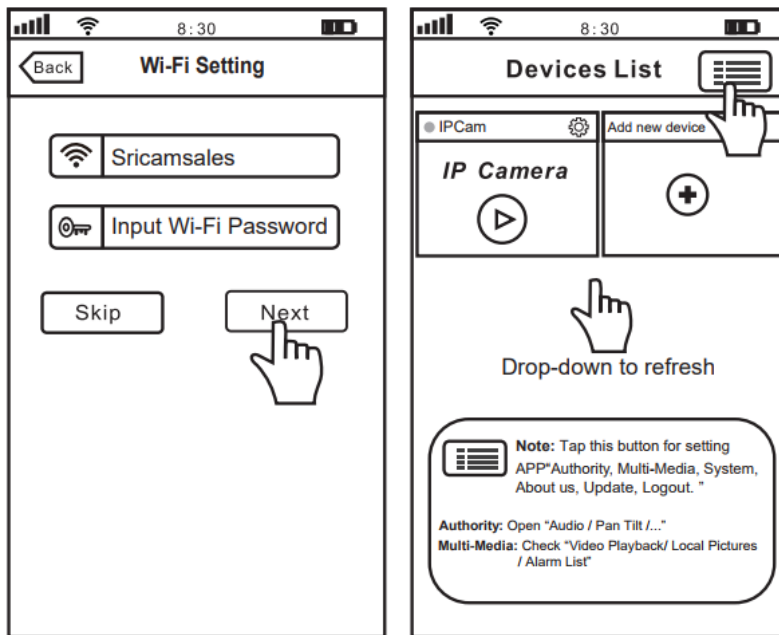 8:30
Back
Wi-Fi Setting
Sricamsales
Input Wi-Fi Password
Skip
Next
8:30
Devices List
IPCam
Add new device
IP Camera
Drop-down to refresh
Note: Tap this button for setting
APP"Authority, Multi-Media, System,
About us, Update, Logout. "
Authority: Open “Audio / Pan Tilt /...”
Multi-Media: Check “Video Playback/ Local Pictures
/ Alarm List”